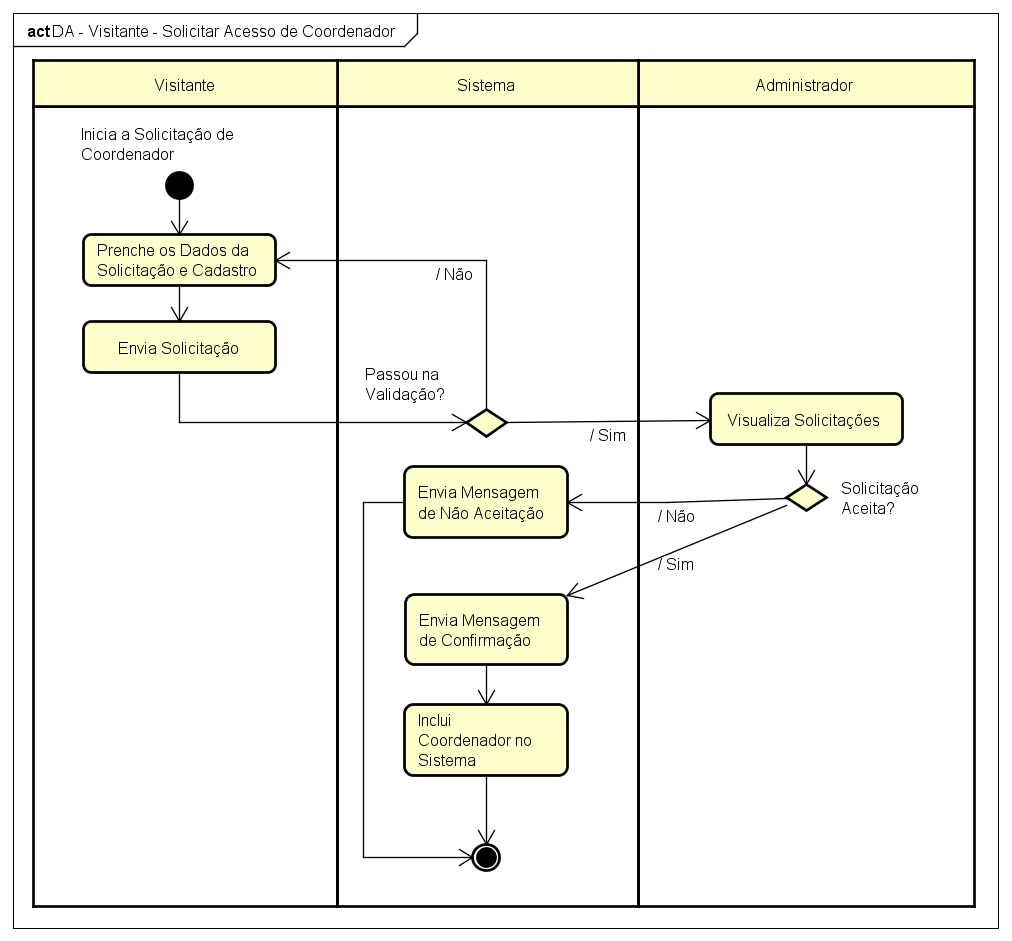 act DA - Visitante - Solicitar Acesso de Coordenador
Visitante
Sistema
Administrador
Inicia a Solicitação de
Coordenador
Prenche os Dados da
Solicitação e Cadastro
/ Não
Envia Solicitação
Passou na
Validação?
/ Sim
Visualiza Solicitações
Solicitação
Aceita?
Envia Mensagem
de Não Aceitação
/ Não
/ Sim
Envia Mensagem
de Confirmação
Inclui
Coordenador no
Sistema